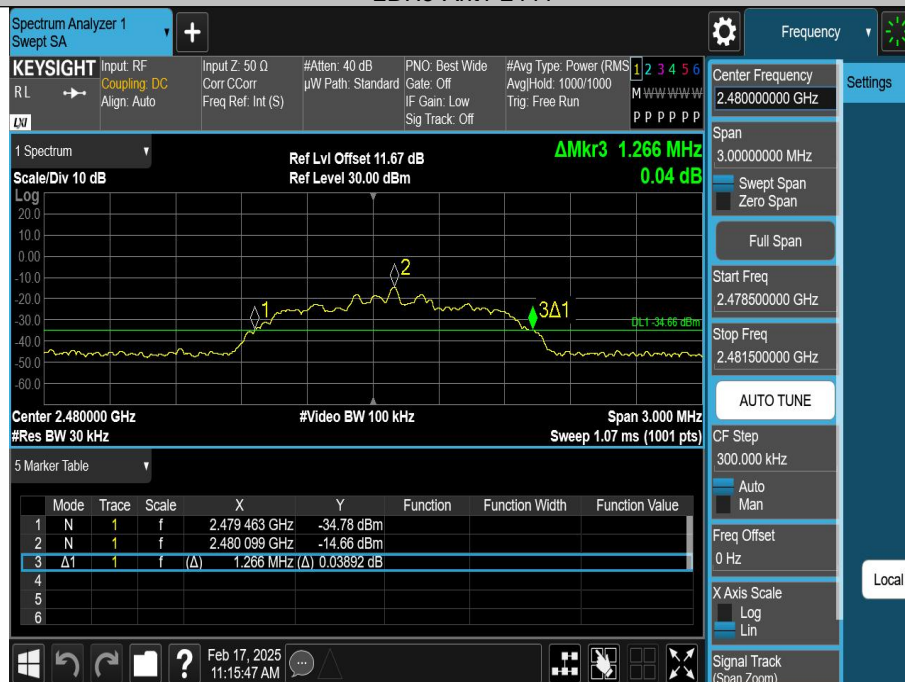 Spectrum Analyzer 1
Swept SA
+
Frequency
KEYSIGHT
RL
LXI
Input: RF
Coupling: DC
Align: Auto
Input Z: 50 Ω
Corr CCorr
Freq Ref: Int (S)
#Atten: 40 dB
µW Path: Standard
PNO: Best Wide
Gate: Off
IF Gain: Low
Sig Track: Off
#Avg Type: Power (RMS
Avg|Hold: 1000/1000
Trig: Free Run
1 2 3 4 5 6
M W W W W W
P P P P P P
1 Spectrum
Scale/Div 10 dB
Ref Lvl Offset 11.67 dB
Ref Level 30.00 dBm
ΔMkr3 1.266 MHz
0.04 dB
Log
20.0
10.0
0.00
-10.0
-20.0
-30.0
-40.0
-50.0
-60.0
1
2
3Δ1
DL1 -34.66 dBm
Center 2.480000 GHz
#Res BW 30 kHz
#Video BW 100 kHz
Span 3.000 MHz
Sweep 1.07 ms (1001 pts)
5 Marker Table
Mode Trace Scale X Y Function Function Width Function Value
1 N 1 f 2.479 463 GHz -34.78 dBm
2 N 1 f 2.480 099 GHz -14.66 dBm
3 Δ1 1 f (Δ) 1.266 MHz (Δ) 0.03892 dB
4
5
6
Feb 17, 2025
11:15:47 AM
?
Center Frequency
2.480000000 GHz
Span
3.00000000 MHz
Swept Span
Zero Span
Full Span
Start Freq
2.478500000 GHz
Stop Freq
2.481500000 GHz
AUTO TUNE
CF Step
300.000 kHz
Auto
Man
Freq Offset
0 Hz
X Axis Scale
Log
Lin
Signal Track
(Span Zoom)
Settings
Local